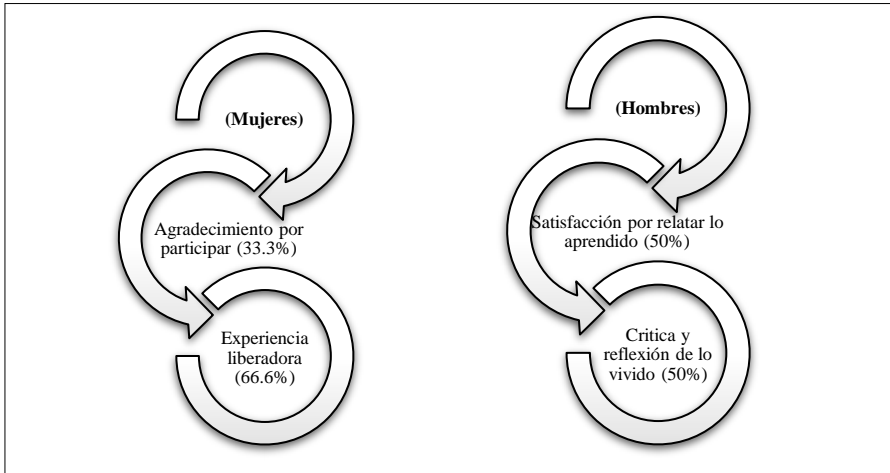 (Mujeres)
Agradecimiento por
participar (33.3%)
Experiencia
liberadora
(66.6%)
(Hombres)
Satisfacción por relatar lo
aprendido (50%)
Critica y
reflexión de lo
vivido (50%)